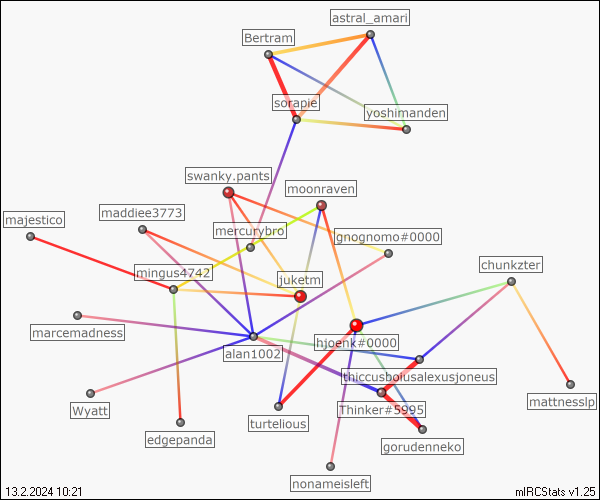 astral_amari
Bertram
sorapie
yoshimanden
swanky.pants
moonraven
maddiee3773
majestico
mercurybro
gnognomo#0000
mingus4742
juketm
chunkzter
marcemadness
hjoenk#0000
alan1002
thiccusbolusalexusjoneus
Wyatt
Thinker#5995
mattnesslp
turtelious
edgepanda
gorudenneko
nonameisleft
13.2.2024 10:21
mIRCStats v1.25